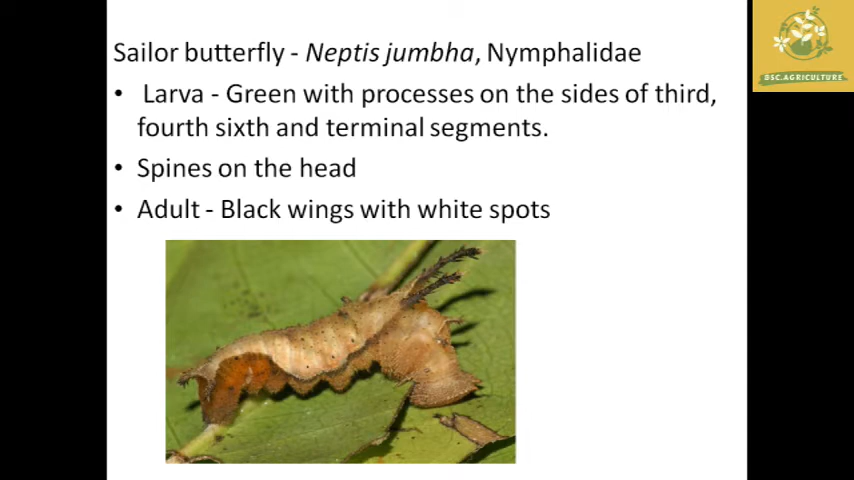 Sailor butterfly - Neptis jumbha, Nymphalidae
• Larva - Green with processes on the sides of third,
fourth sixth and terminal segments.
• Spines on the head
• Adult - Black wings with white spots
BSC.AGRICULTURE